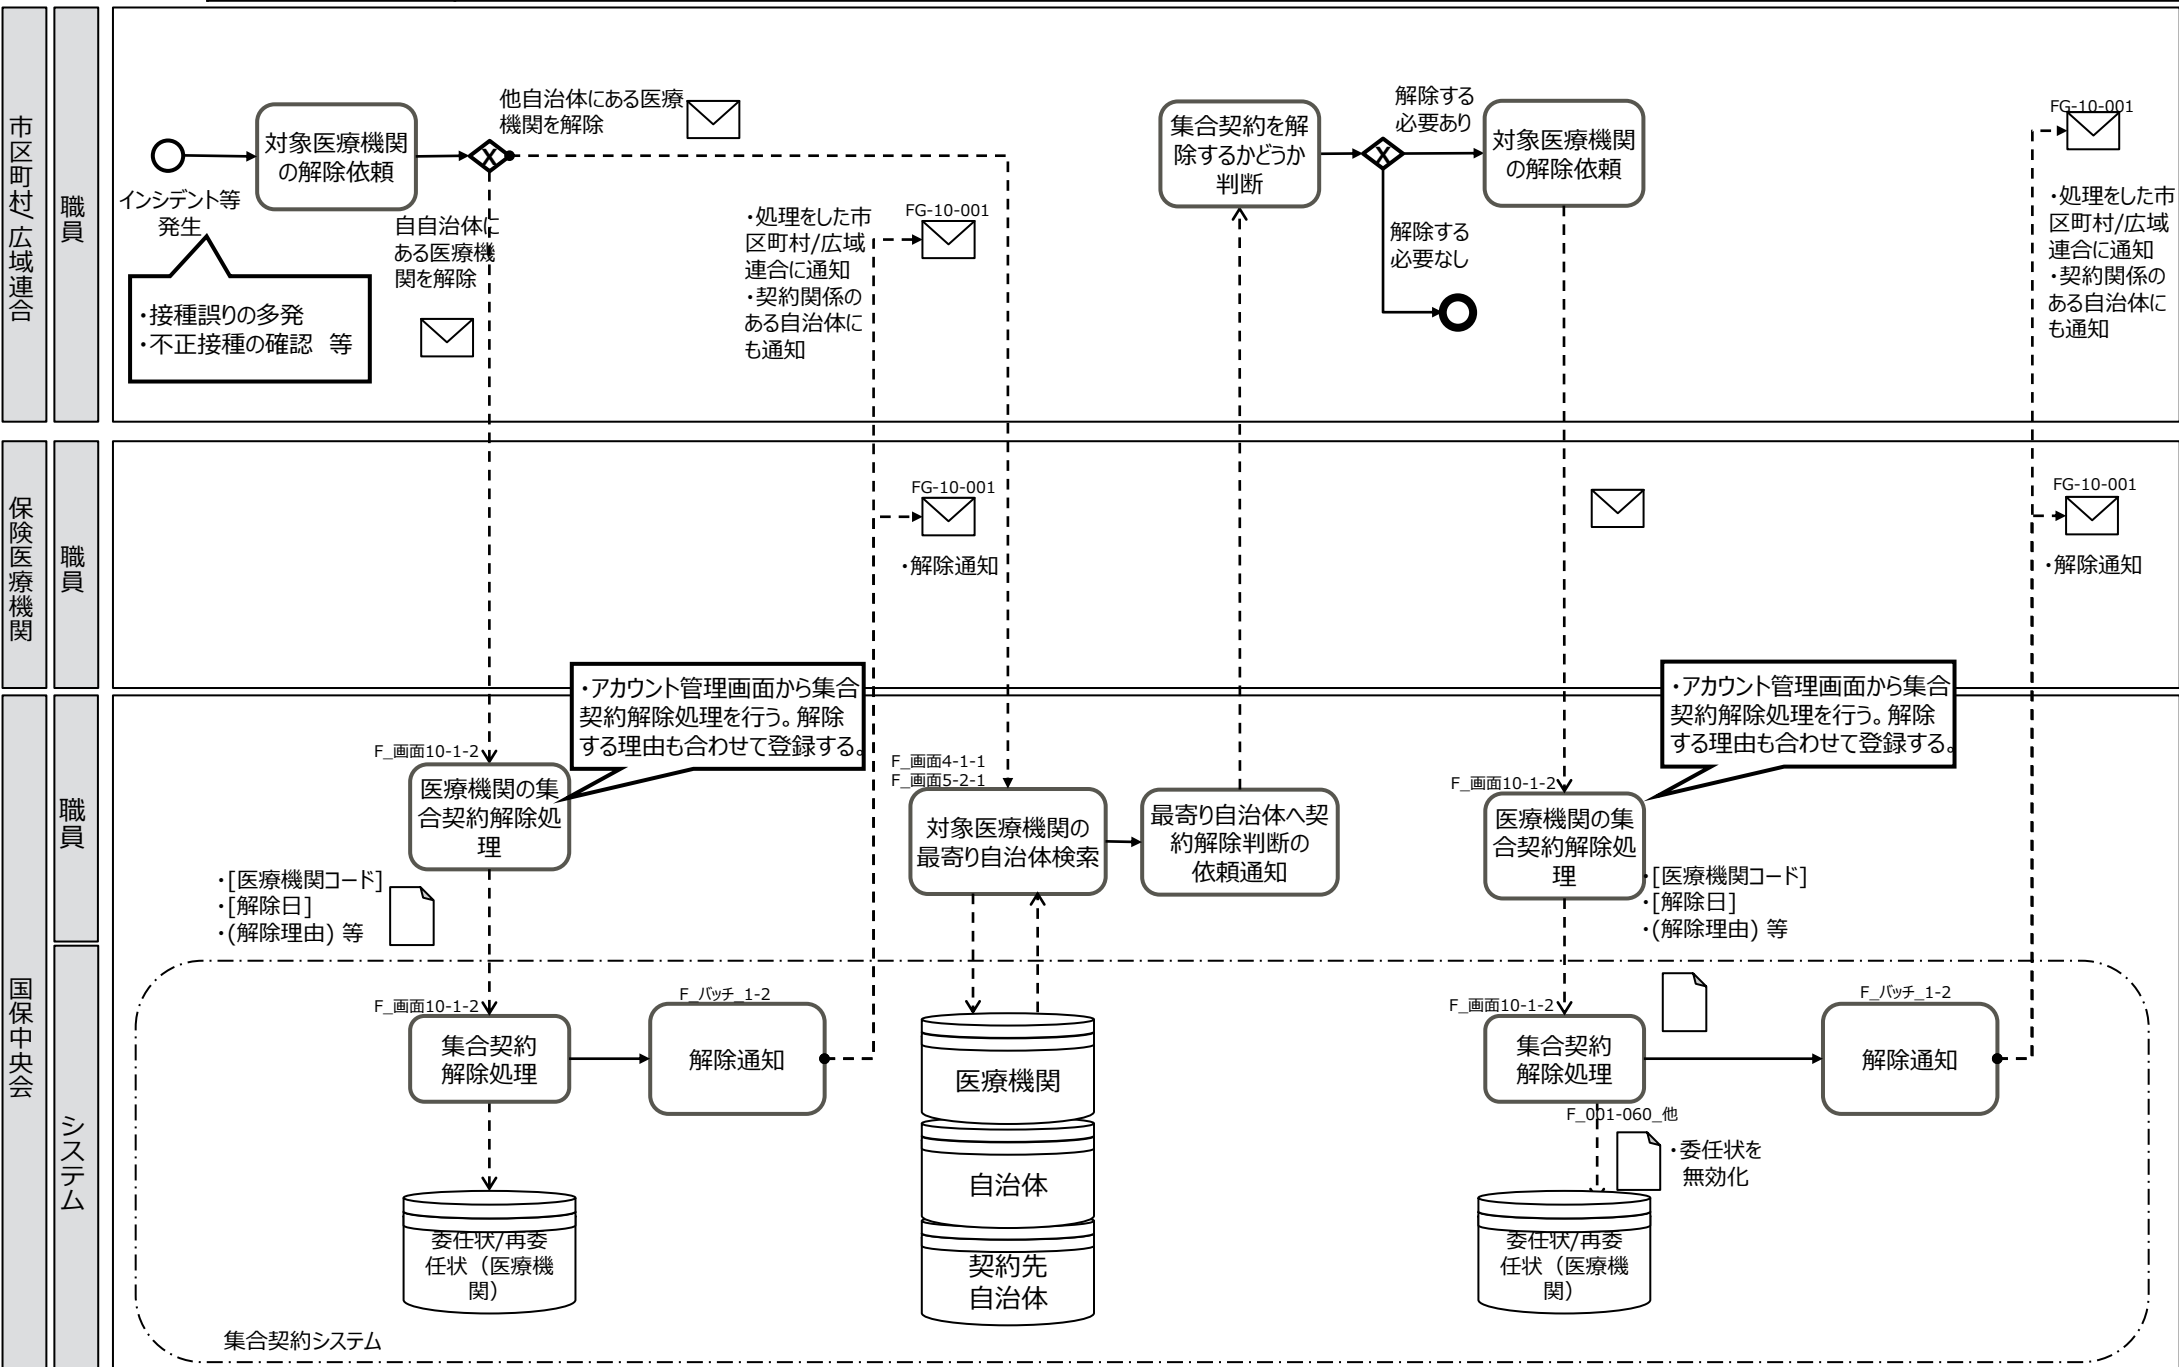 市区町村/広域連合
職員
インシデント等
発生
・接種誤りの多発
・不正接種の確認 等
対象医療機関
の解除依頼
X
他自治体にある医療
機関を解除
自自治体に
ある医療機
関を解除
・処理をした市
区町村/広域
連合に通知
・契約関係の
ある自治体に
も通知
FG-10-001
集合契約を解
除するかどうか
判断
X
解除する
必要あり
解除する
必要なし
対象医療機関
の解除依頼
FG-10-001
・処理をした市
区町村/広域
連合に通知
・契約関係の
ある自治体に
も通知
保険医療機関
職員
FG-10-001
・解除通知
FG-10-001
・解除通知
国保中央会
職員
F_画面10-1-2
医療機関の集
合契約解除処
理
・アカウント管理画面から集合
契約解除処理を行う。解除
する理由も合わせて登録する。
・[医療機関コード]
・[解除日]
・(解除理由) 等
F_画面4-1-1
F_画面5-2-1
対象医療機関の
最寄り自治体検索
最寄り自治体へ契
約解除判断の
依頼通知
F_画面10-1-2
医療機関の集
合契約解除処
理
・アカウント管理画面から集合
契約解除処理を行う。解除
する理由も合わせて登録する。
・[医療機関コード]
・[解除日]
・(解除理由) 等
システム
F_画面10-1-2
集合契約
解除処理
F_バッチ_1-2
解除通知
委任状/再委
任状（医療機
関）
医療機関
自治体
契約先
自治体
F_画面10-1-2
集合契約
解除処理
F_バッチ_1-2
解除通知
F_001-060_他
・委任状を
無効化
委任状/再委
任状（医療機
関）
集合契約システム